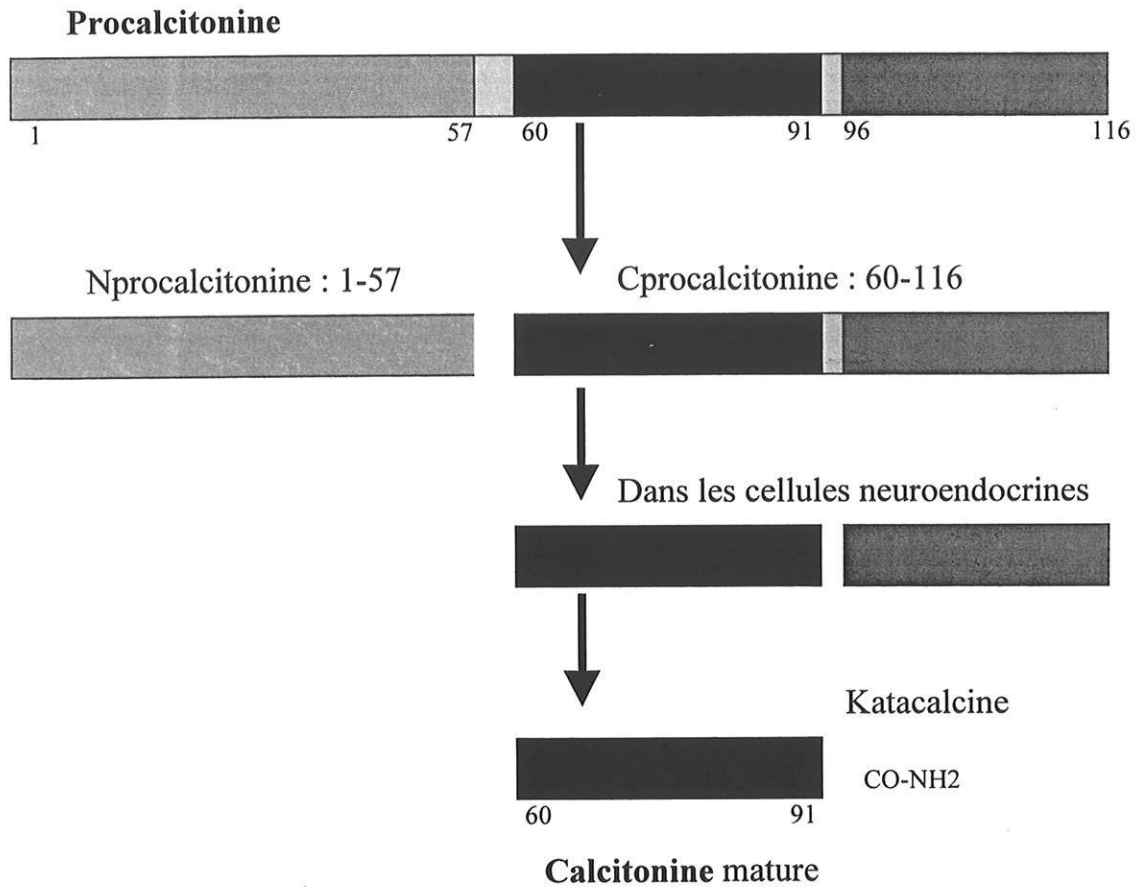 Procalcitonine
1 57 60 91 96 116
Nprocalcitonine : 1-57 Cprocalcitonine : 60-116
Dans les cellules neuroendocrines
Katacalcine
CO-NH2
60 91
Calcitonine mature